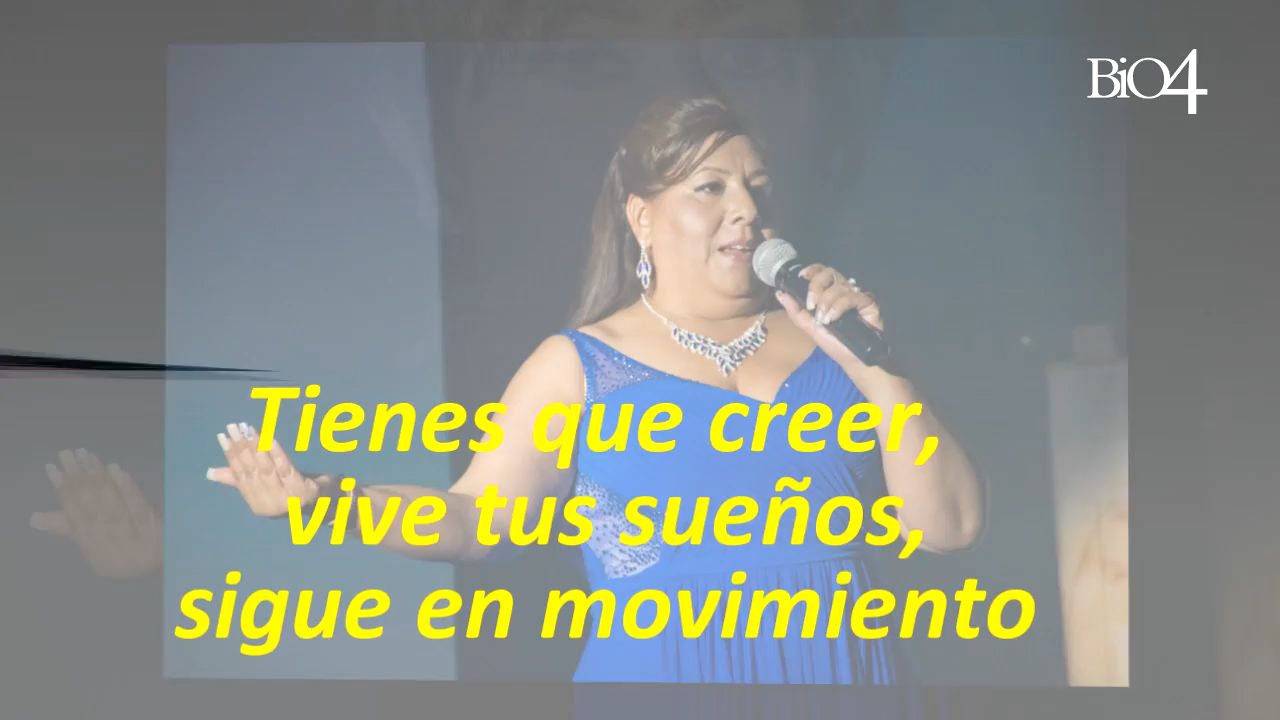 BiO4
Tienes que creer,
vive tus sueños,
sigue en movimiento